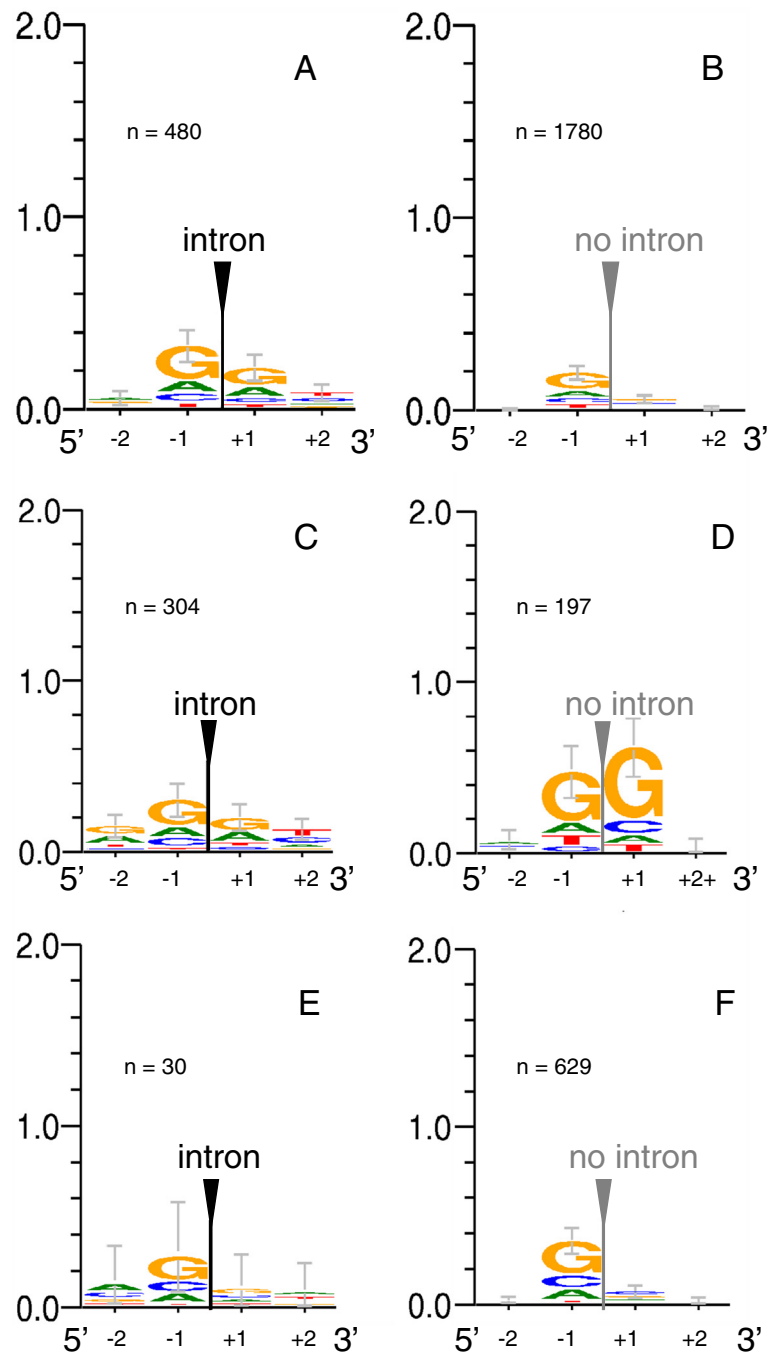 2.0 A
n = 480
1.0
intron
G G
A A T
A G C C C
0.0
5’ -2 -1 +1 +2 3’
2.0 B
n = 1780
1.0
no intron
G
A
C
0.0
5’ -2 -1 +1 +2 3’
2.0 C
n = 304
1.0
intron
G G G T
A A A C
C
0.0
5’ -2 -1 +1 +2 3’
2.0 D
n = 197
1.0
no intron
G G
A C
T A
C T
0.0
5’ -2 -1 +1 +2+ 3’
2.0 E
n = 30
1.0
intron
A G G
C C C
A
0.0
5’ -2 -1 +1 +2 3’
2.0 F
n = 629
1.0
no intron
G
C C
A
0.0
5’ -2 -1 +1 +2 3’